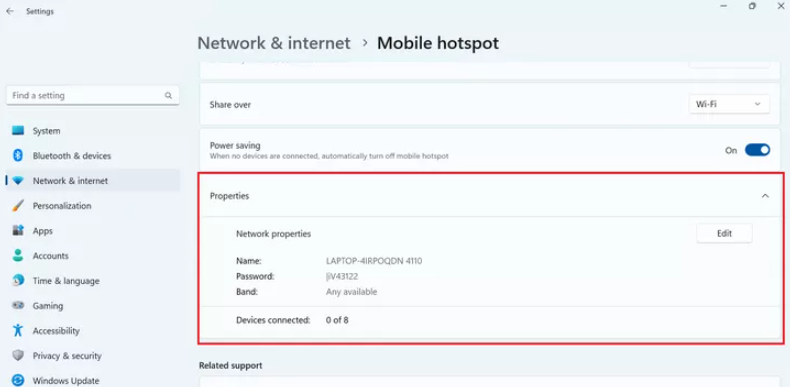 Settings
Network & internet > Mobile hotspot
Find a setting
System
Bluetooth & devices
Network & internet
Personalization
Apps
Accounts
Time & language
Gaming
Accessibility
Privacy & security
Windows Update
Share over
Wi-Fi
Power saving
When no devices are connected, automatically turn off mobile hotspot
On
Properties
Network properties
Edit
Name: LAPTOP-4IRPOQDN 4110
Password:
Band: Any available
Devices connected: 0 of 8
Related support